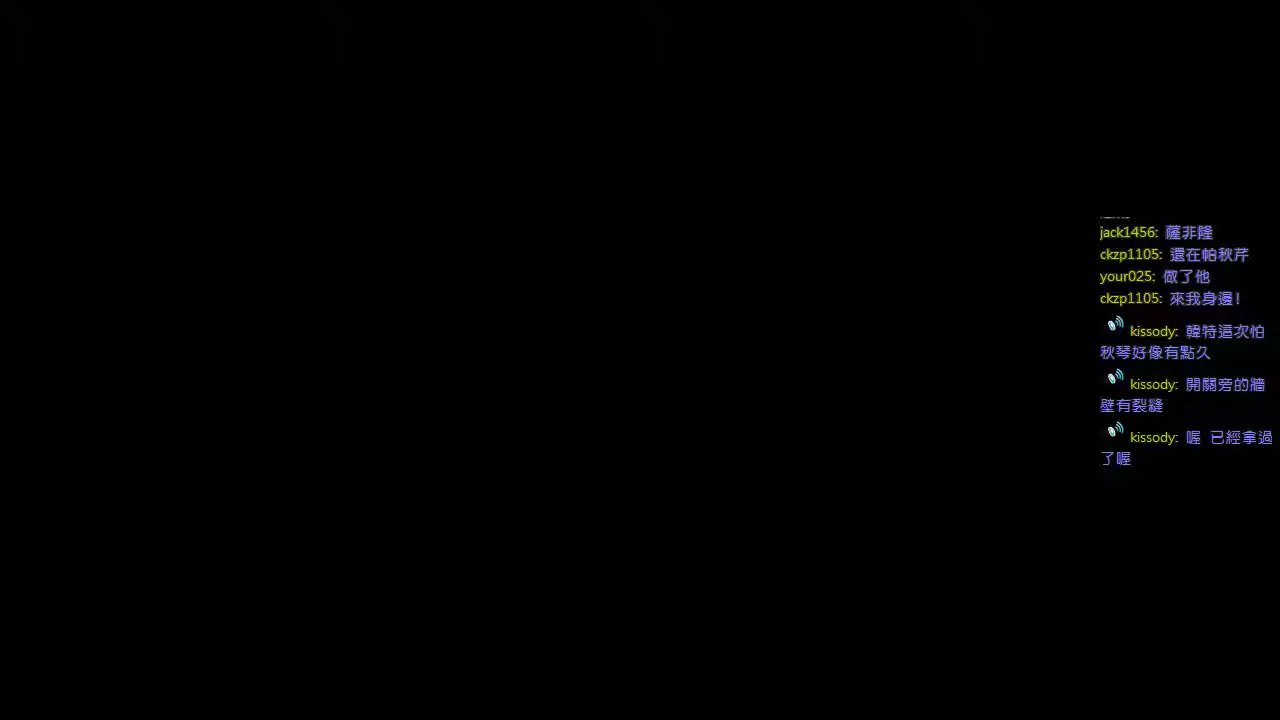 jack1456: 薩非隆
ckzp1105: 還在帕秋芹
your025: 做了他
ckzp1105: 來我身邊!
kissody: 韓特這次怕
秋琴好像有點久
kissody: 開關旁的牆
壁有裂縫
kissody: 喔 已經拿過
了喔